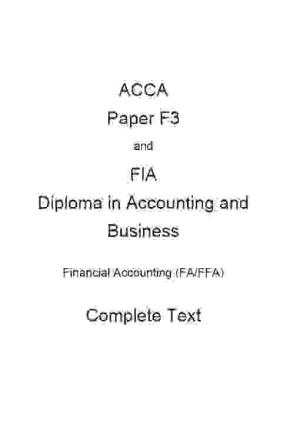 ACCA
Paper F3
and
FIA
Diploma in Accounting and
Business
Financial Accounting (FA/FFA)
Complete Text